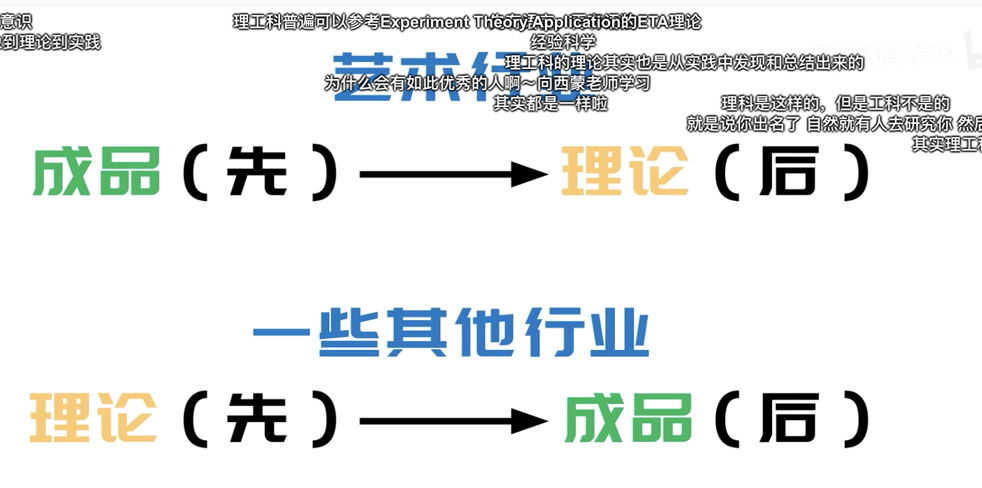 意识
理工科普遍可以参考Experiment Theory Application的ETA理论
到理论到实践
经验科学
艺术行业
理工科的理论其实也是从实践中发现和总结出来的
为什么会有如此优秀的人啊～向西蒙老师学习
其实都是一样啦
理科是这样的，但是工科不是的
就是说你出名了 自然就有人去研究你 然后
其实理工科
成品（先） 理论（后）
一些其他行业
理论（先） 成品（后）